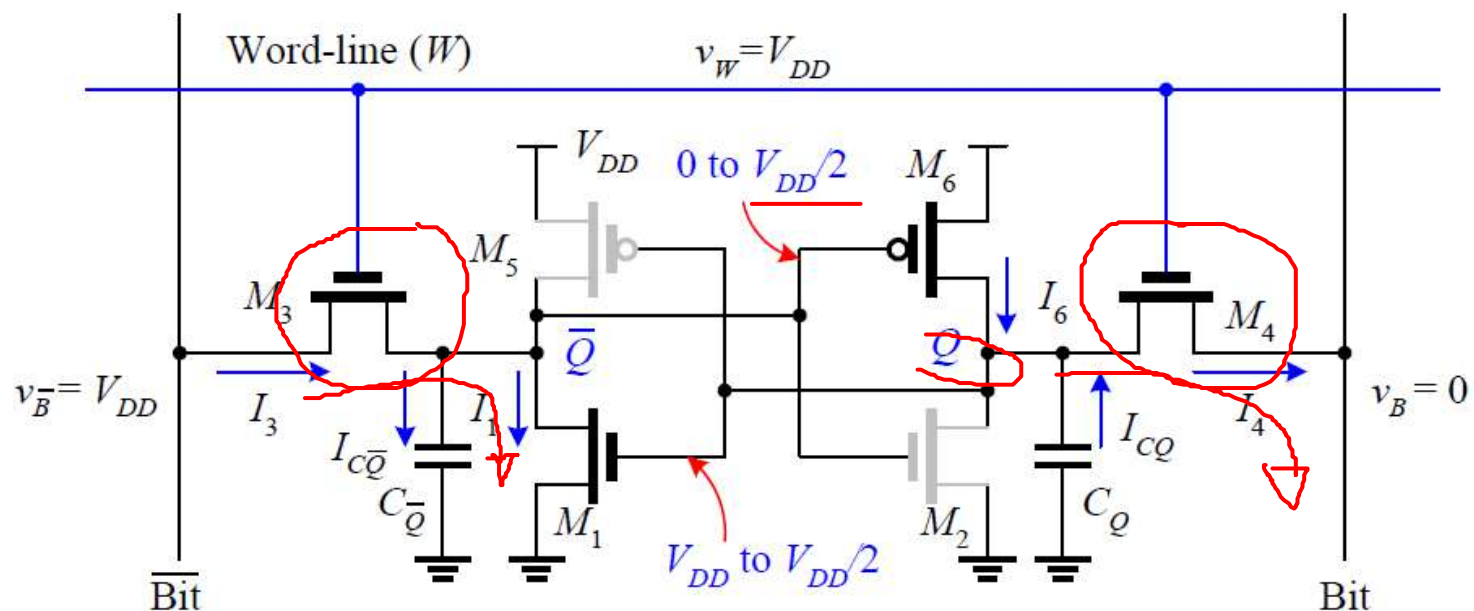 Word-line (W)
v_W = V_DD
V_DD
0 to V_DD/2
M_6
M_5
M_3
I_6
M_4
Q̅
Q
v_B̅ = V_DD
I_3
I_1
I_CQ
I_4
v_B = 0
I_CQ̅
C_Q̅
M_1
M_2
C_Q
V_DD to V_DD/2
B̅i̅t̅
Bit